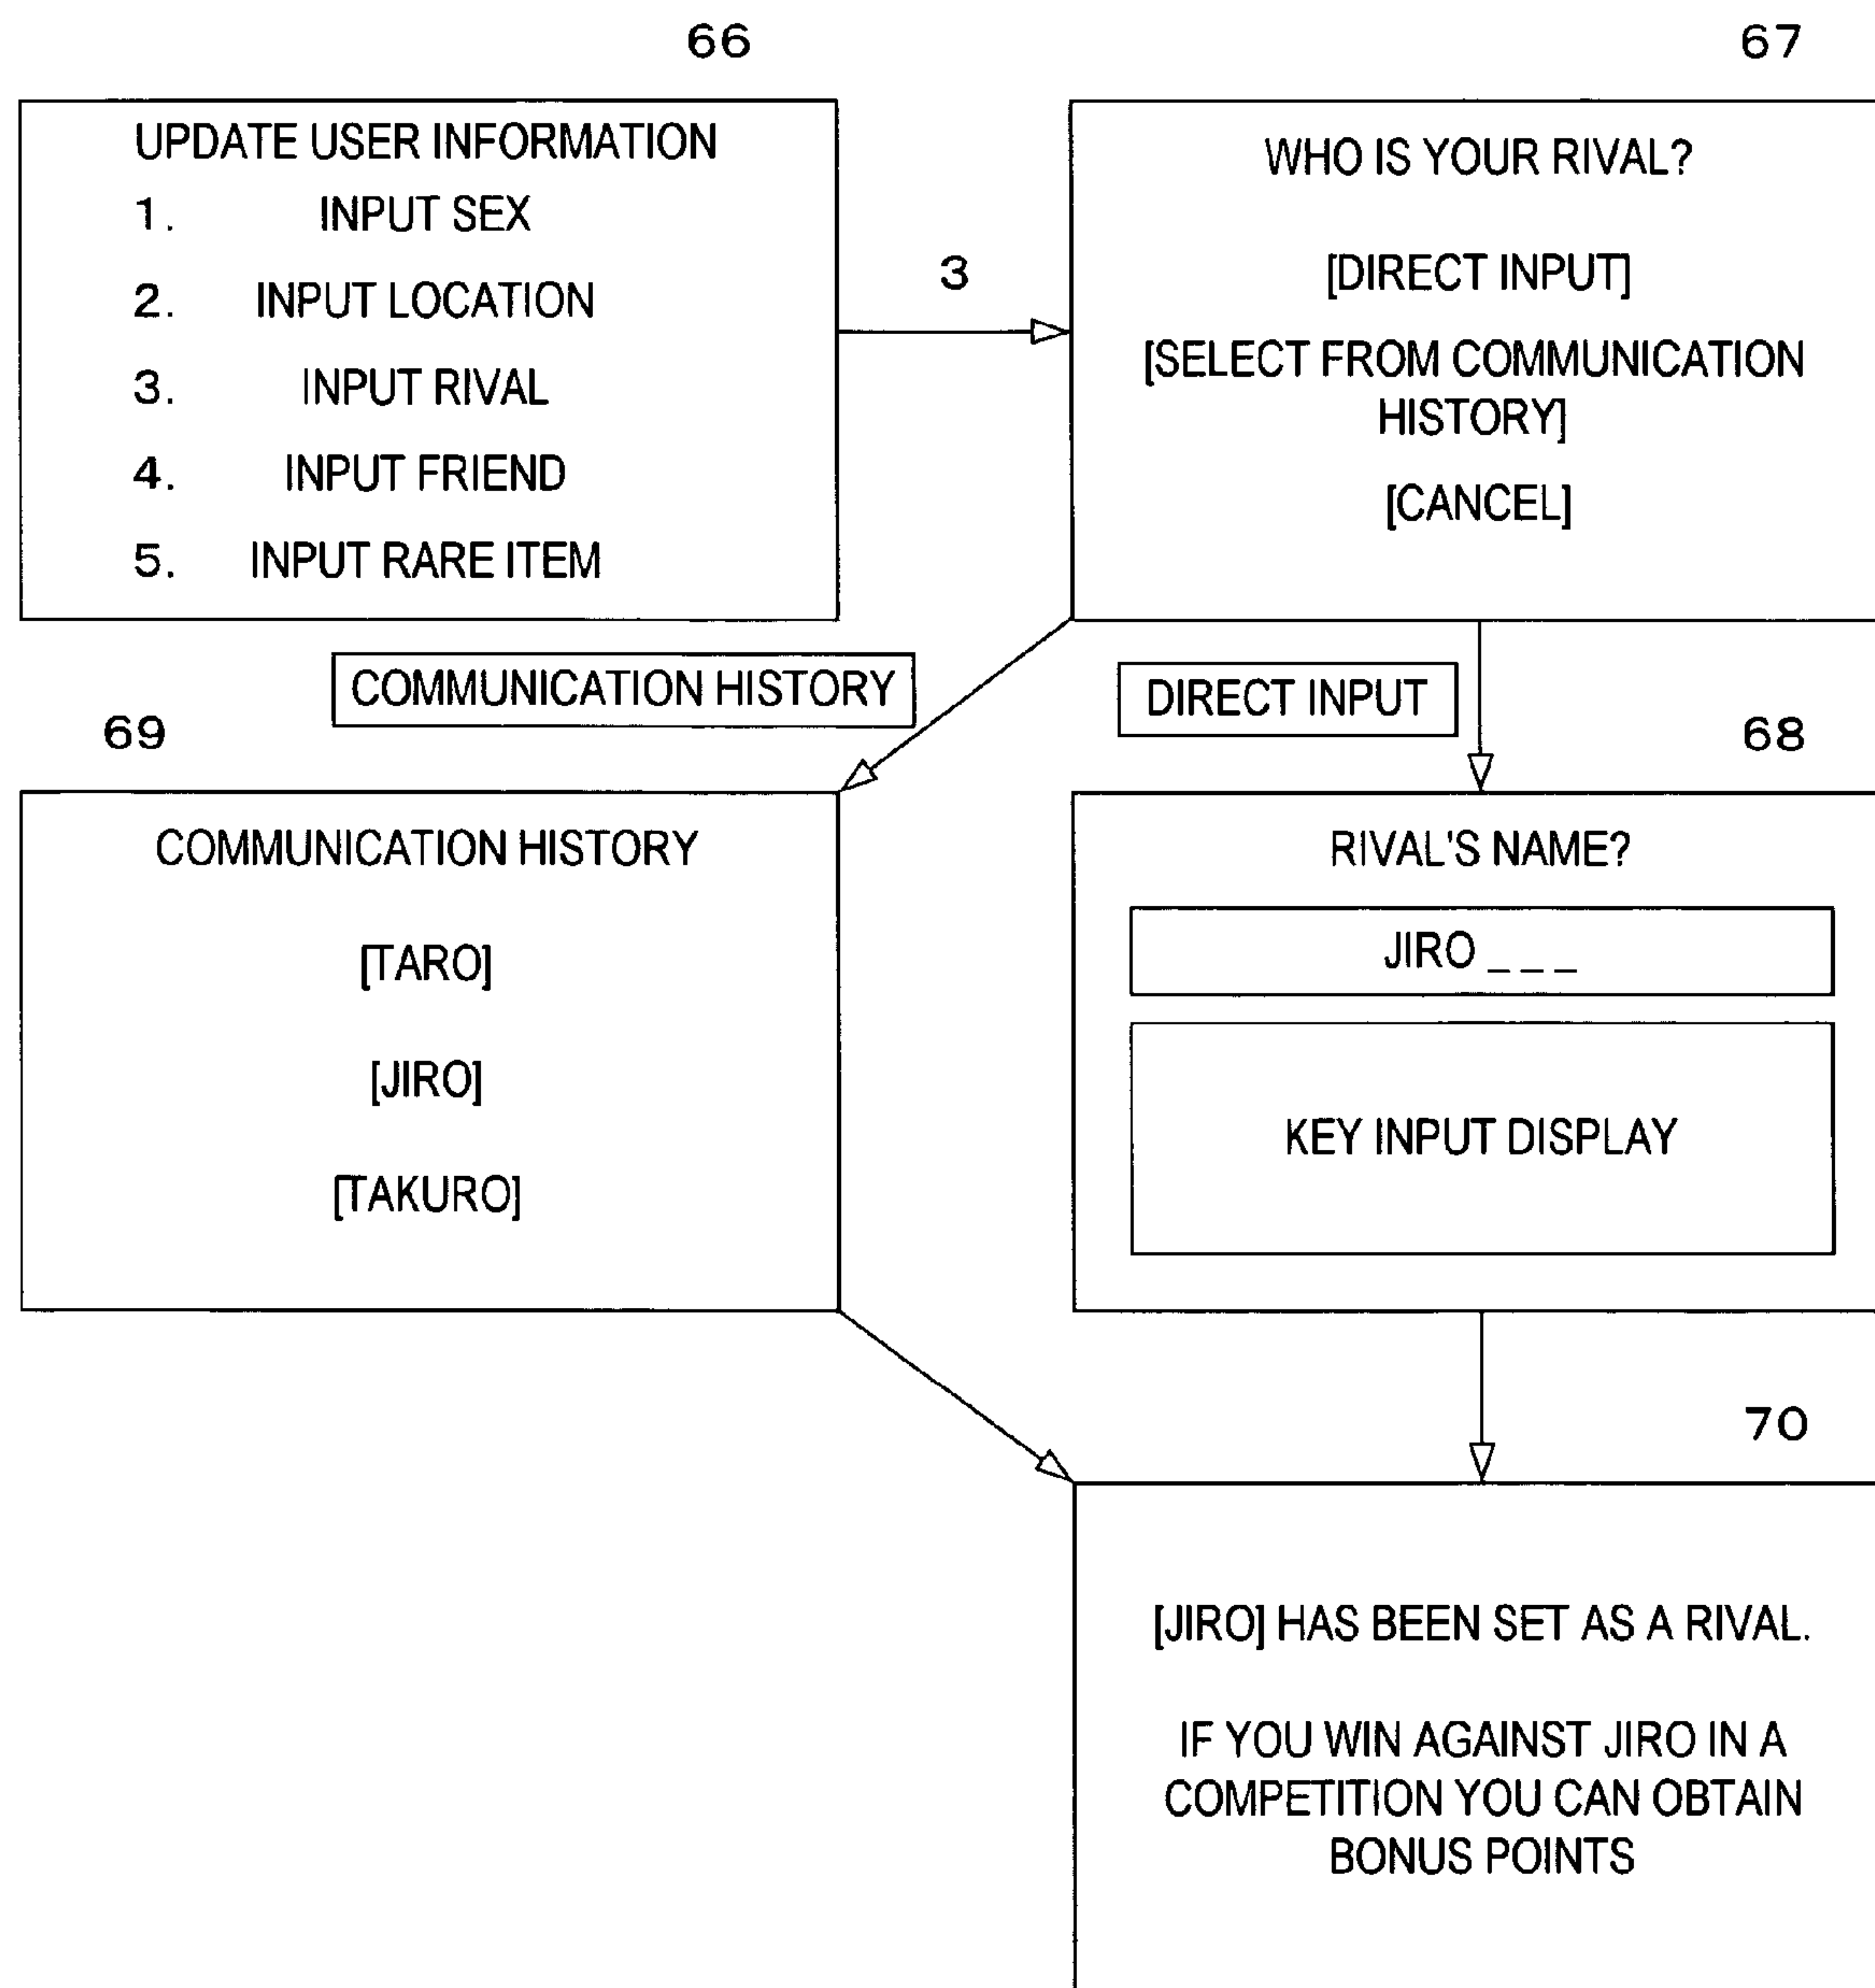 66
UPDATE USER INFORMATION
1. INPUT SEX
2. INPUT LOCATION
3. INPUT RIVAL
4. INPUT FRIEND
5. INPUT RARE ITEM
3
67
WHO IS YOUR RIVAL?
[DIRECT INPUT]
[SELECT FROM COMMUNICATION
HISTORY]
[CANCEL]
COMMUNICATION HISTORY
DIRECT INPUT
69
COMMUNICATION HISTORY
[TARO]
[JIRO]
[TAKURO]
68
RIVAL'S NAME?
JIRO _ _ _
KEY INPUT DISPLAY
70
[JIRO] HAS BEEN SET AS A RIVAL.
IF YOU WIN AGAINST JIRO IN A
COMPETITION YOU CAN OBTAIN
BONUS POINTS